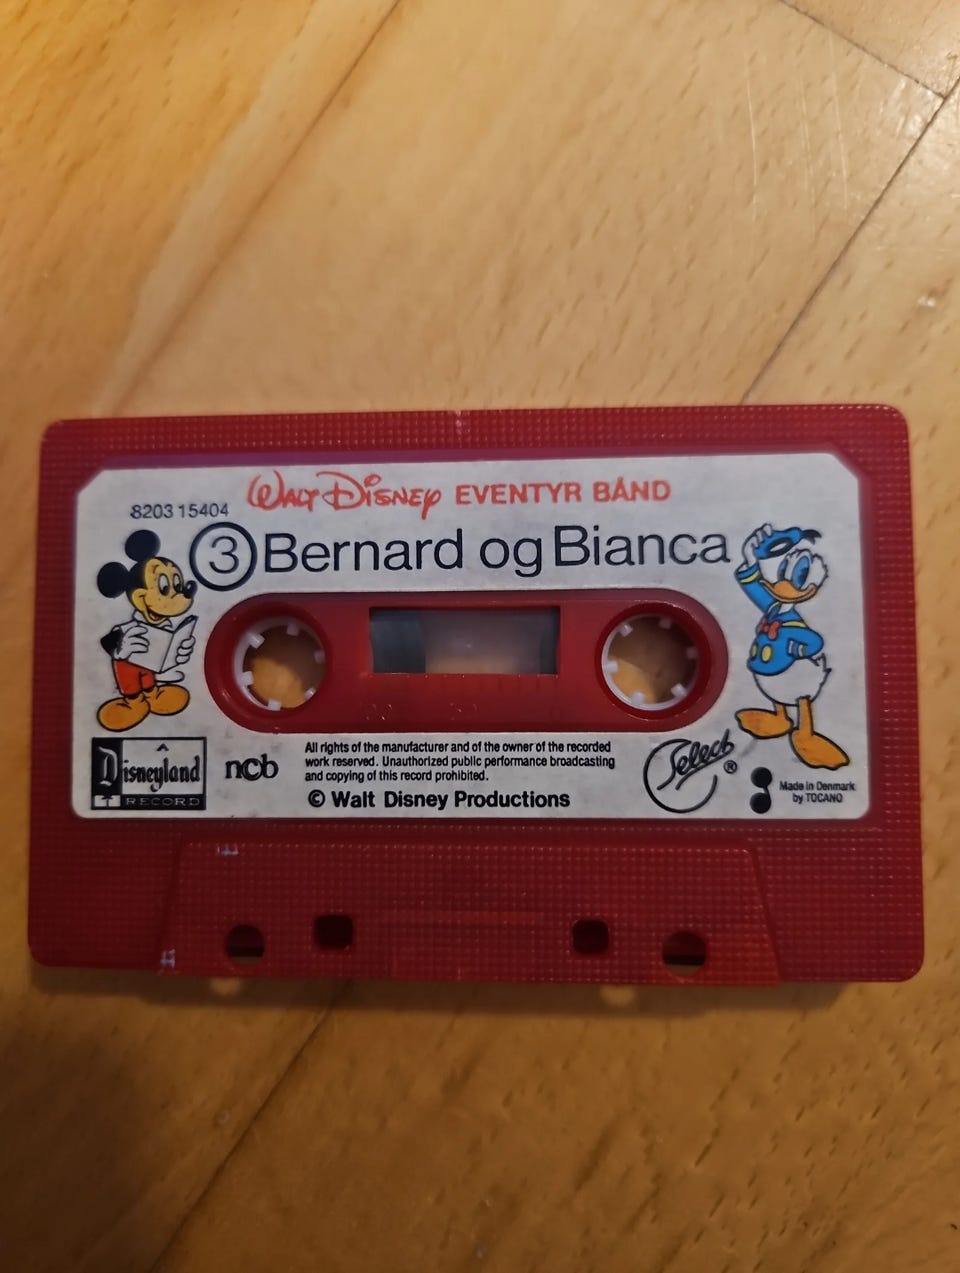 WALT DISNEY EVENTYR BÅND
8203 15404
3 Bernard og Bianca
Disneyland
RECORD
ncb
All rights of the manufacturer and of the owner of the recorded
work reserved. Unauthorized public performance broadcasting
and copying of this record prohibited.
© Walt Disney Productions
Select ®
Made in Denmark
by TOCANO